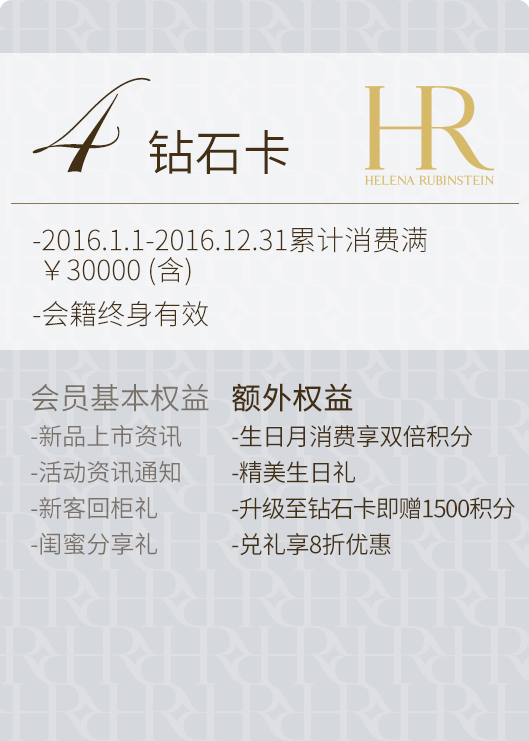 4 钻石卡
HR
HELENA RUBINSTEIN
-2016.1.1-2016.12.31累计消费满
￥30000 (含)
-会籍终身有效
会员基本权益
-新品上市资讯
-活动资讯通知
-新客回柜礼
-闺蜜分享礼
额外权益
-生日月消费享双倍积分
-精美生日礼
-升级至钻石卡即赠1500积分
-兑礼享8折优惠